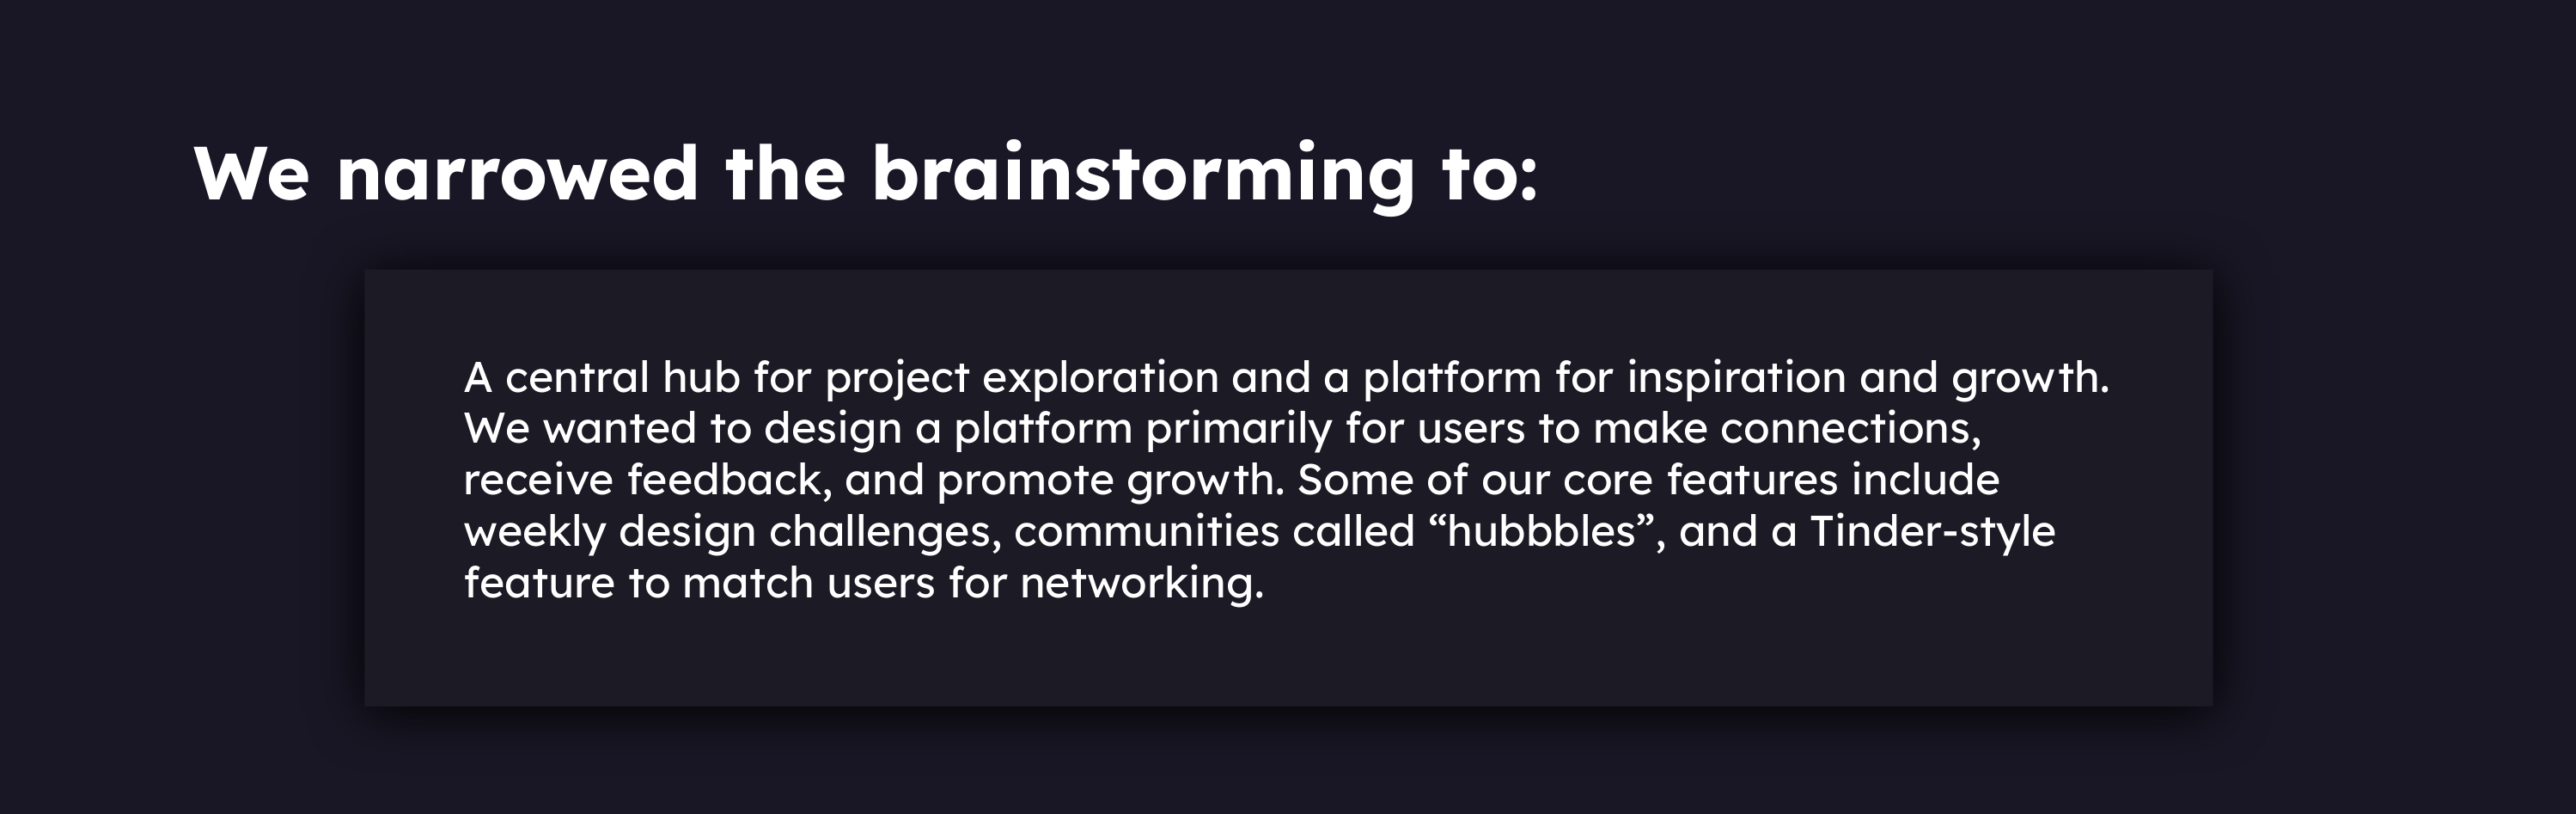 We narrowed the brainstorming to:
A central hub for project exploration and a platform for inspiration and growth.
We wanted to design a platform primarily for users to make connections,
receive feedback, and promote growth. Some of our core features include
weekly design challenges, communities called “hubbbles”, and a Tinder-style
feature to match users for networking.